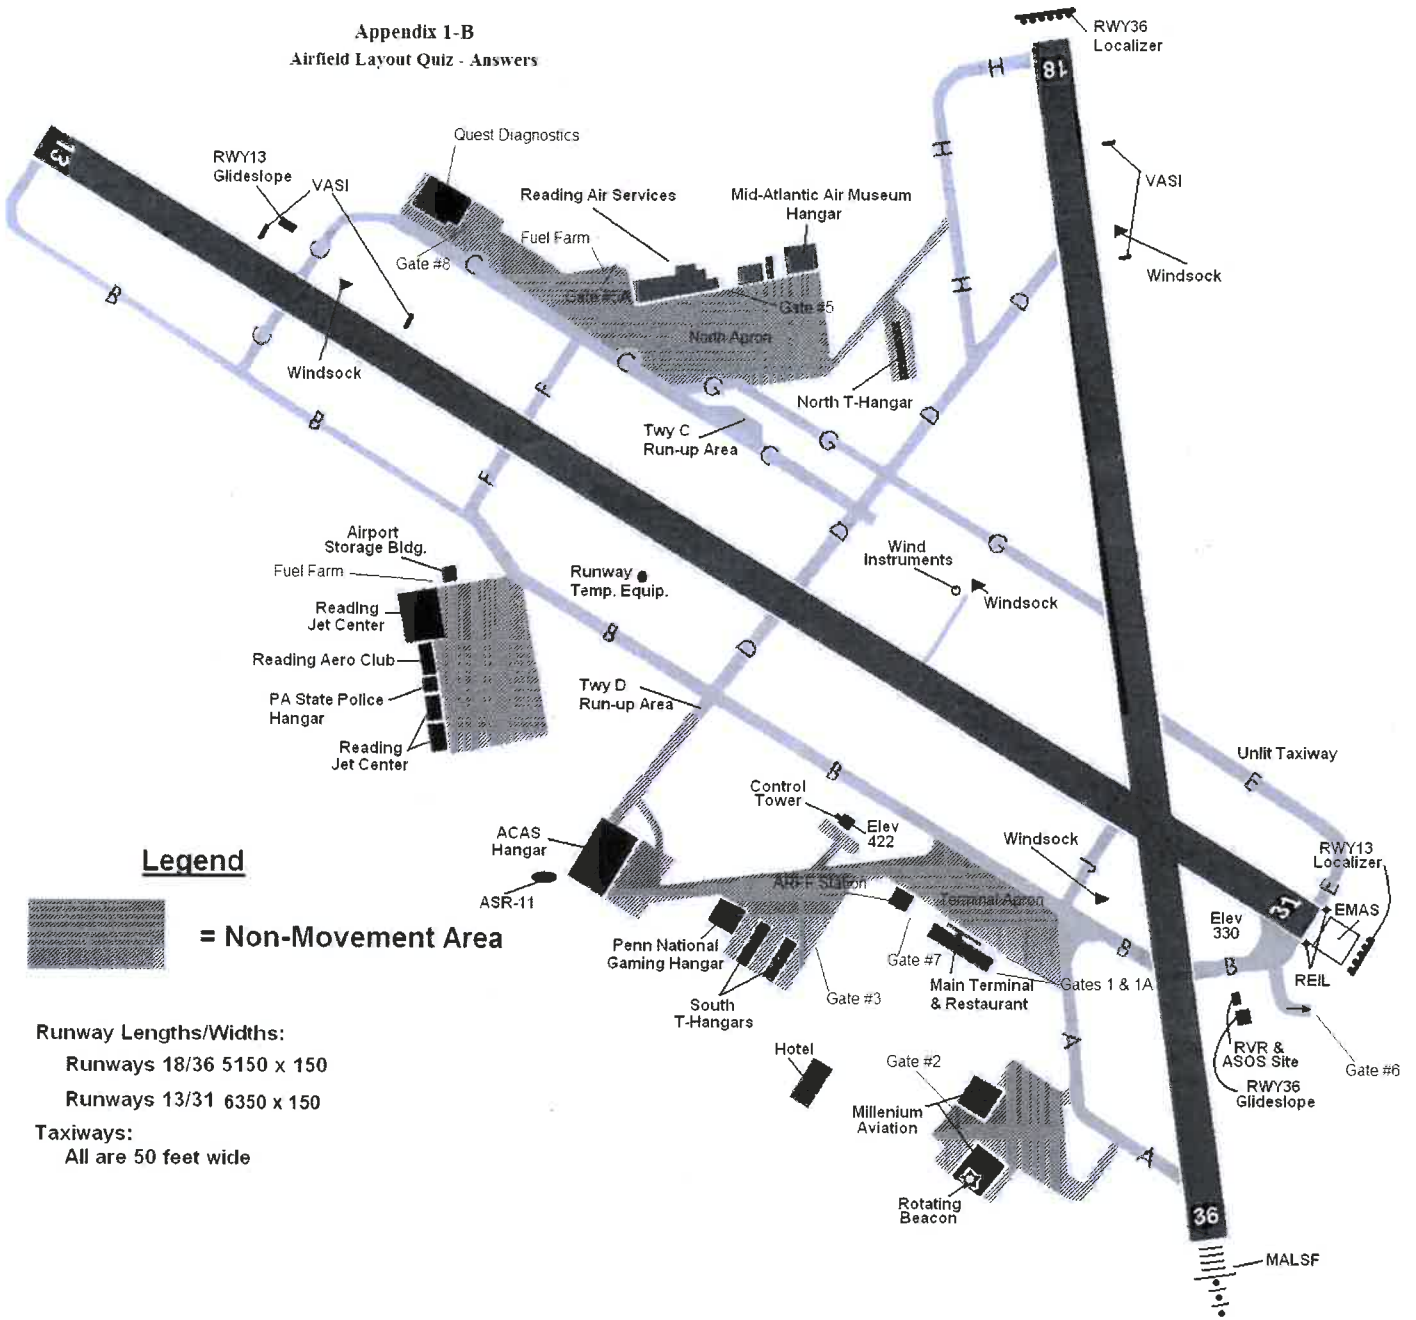 Appendix 1-B
Airfield Layout Quiz - Answers
RWY36
Localizer
18
H
H
H
VASI
Windsock
13
RWY13
Glideslope
VASI
Quest Diagnostics
Reading Air Services
Mid-Atlantic Air Museum
Hangar
Fuel Farm
Gate #8
Gate #5
North Apron
North T-Hangar
Windsock
B
B
C
C
C
C
C
F
F
G
G
G
D
D
D
D
Twy C
Run-up Area
Airport
Storage Bldg.
Fuel Farm
Reading
Jet Center
Reading Aero Club
PA State Police
Hangar
Reading
Jet Center
Runway
Temp. Equip.
Wind
Instruments
Windsock
B
Twy D
Run-up Area
B
Control
Tower
Elev
422
Windsock
J
Unlit Taxiway
E
E
RWY13
Localizer
31
EMAS
Elev
330
REIL
B
B
ACAS
Hangar
ASR-11
ARFF Station
Terminal Apron
Penn National
Gaming Hangar
South
T-Hangars
Gate #3
Gate #7
Main Terminal
& Restaurant
Gates 1 & 1A
RVR &
ASOS Site
RWY36
Glideslope
Gate #6
Hotel
Gate #2
Millenium
Aviation
Rotating
Beacon
A
A
36
MALSF
Legend
= Non-Movement Area
Runway Lengths/Widths:
Runways 18/36 5150 x 150
Runways 13/31 6350 x 150
Taxiways:
All are 50 feet wide